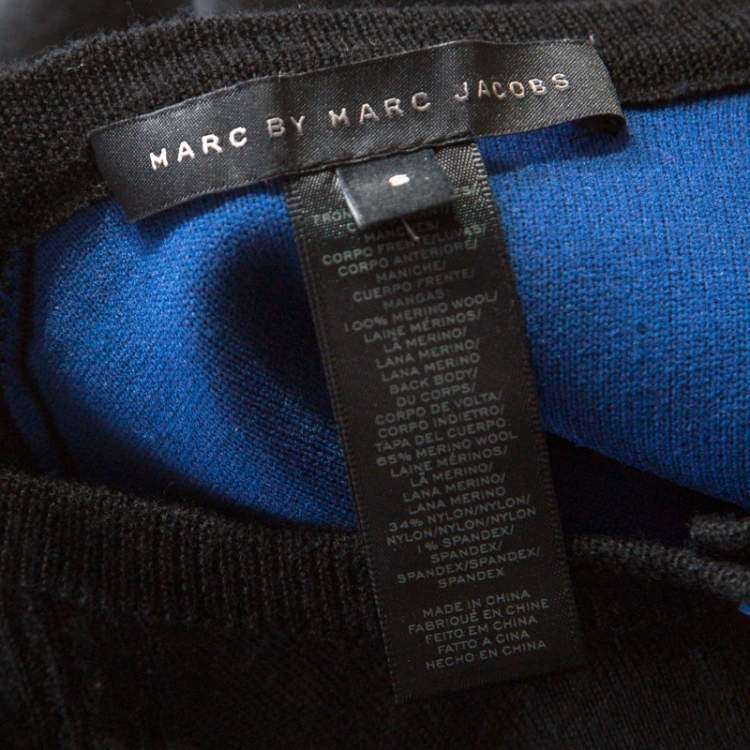 MARC BY MARC JACOBS
S
CORPO FRENTE/LUVAS/
CORPO ANTERIORE/
MANICHE/
CUERPO FRENTE/
MANGAS
100% MERINO WOOL/
LAINE MÉRINOS/
LÃ MERINO/
LANA MERINO/
LANA MERINO
BACK BODY/
DU CORPS/
CORPO DE VOLTA/
CORPO INDIETRO/
TAPA DEL CUERPO
65% MERINO WOOL
LAINE MÉRINOS/
LÃ MERINO/
LANA MERINO/
LANA MERINO
34% NYLON/NYLON/
NYLON/NYLON/NYLON
1% SPANDEX/
SPANDEX/
SPANDEX/SPANDEX/
SPANDEX
MADE IN CHINA
FABRIQUÉ EN CHINE
FEITO EM CHINA
FATTO A CINA
HECHO EN CHINA